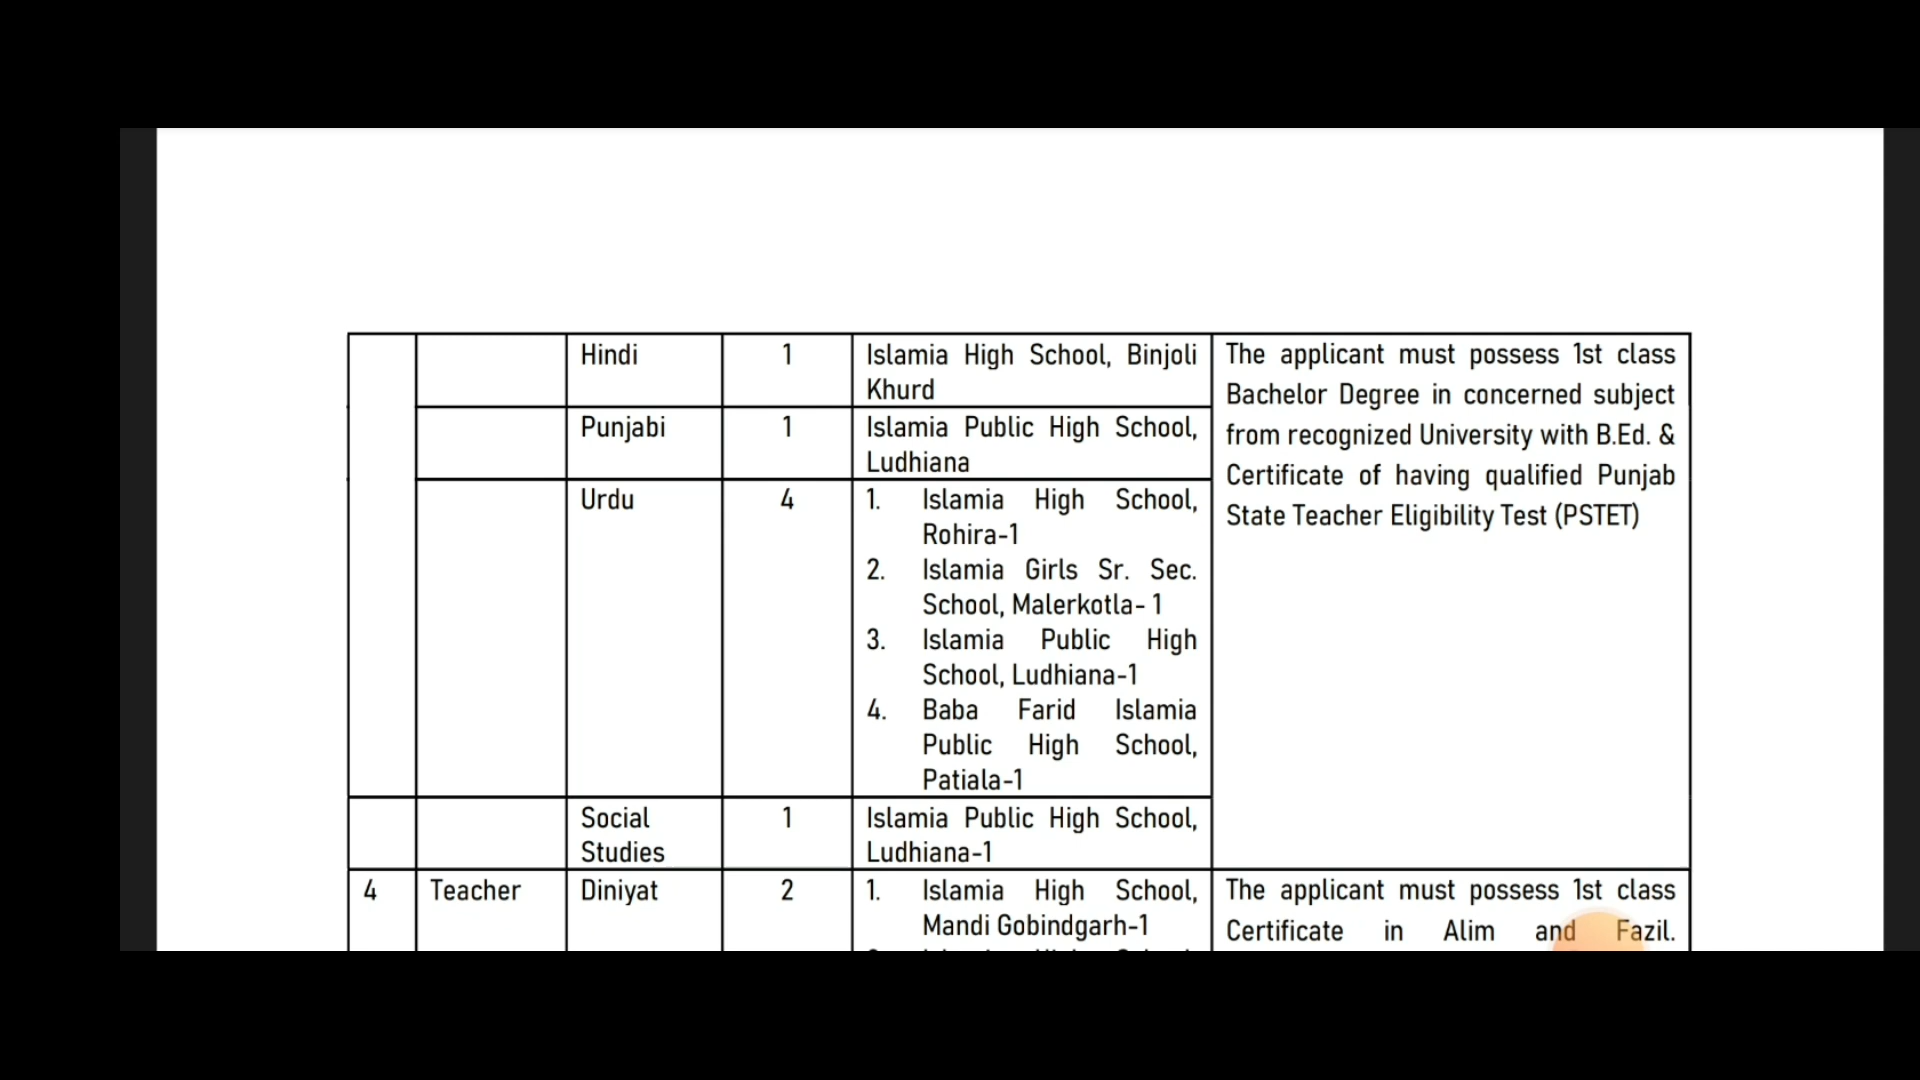 Hindi 1 Islamia High School, Binjoli
Khurd
Punjabi 1 Islamia Public High School,
Ludhiana
Urdu 4 1. Islamia High School,
Rohira-1
2. Islamia Girls Sr. Sec.
School, Malerkotla- 1
3. Islamia Public High
School, Ludhiana-1
4. Baba Farid Islamia
Public High School,
Patiala-1
Social 1 Islamia Public High School,
Studies Ludhiana-1
The applicant must possess 1st class
Bachelor Degree in concerned subject
from recognized University with B.Ed. &
Certificate of having qualified Punjab
State Teacher Eligibility Test (PSTET)
4 Teacher Diniyat 2 1. Islamia High School,
Mandi Gobindgarh-1
The applicant must possess 1st class
Certificate in Alim and Fazil.